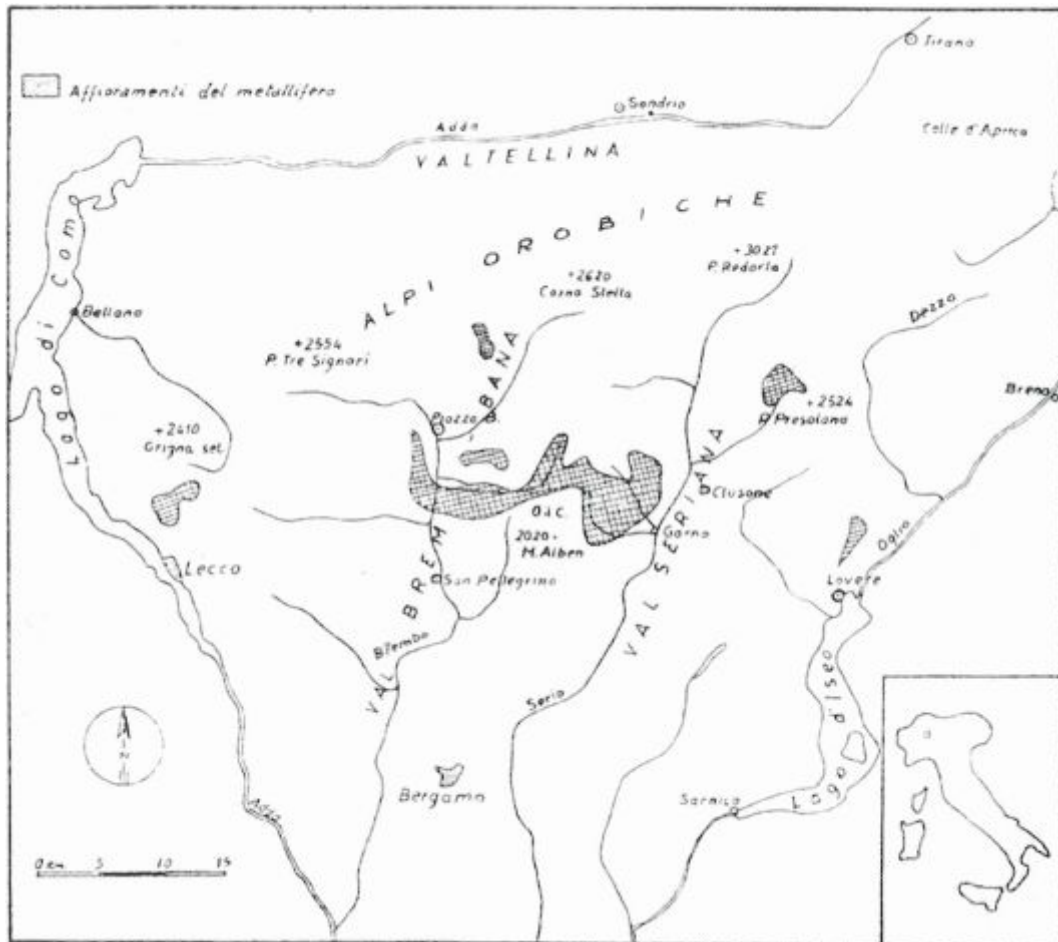 Tirano
Affioramenti del metallifero
Sondrio
Adda
VALTELLINA
Colle d'Aprica
ALPI OROBICHE
+3027
P. Redorta
+2620
Corno Stella
Lago di Como
Bellano
+2554
P. Tre Signori
Dezzo
Breno
+2524
P. Presolana
Piazza B.
+2410
Grigna set.
VAL BREMBANA
VAL SERIANA
Clusone
O. d. C.
Gorno
2020+
M. Alben
Oglio
Lecco
San Pellegrino
Lovere
Brembo
Serio
Lago d'Iseo
N
Bergamo
Sarnico
Adda
0 km. 5 10 15